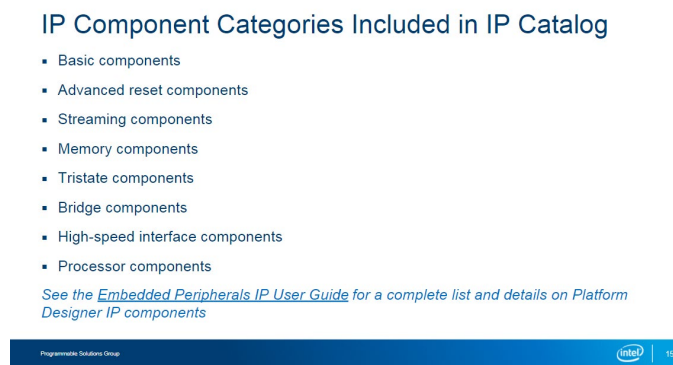 IP Component Categories Included in IP Catalog
▪ Basic components
▪ Advanced reset components
▪ Streaming components
▪ Memory components
▪ Tristate components
▪ Bridge components
▪ High-speed interface components
▪ Processor components
See the Embedded Peripherals IP User Guide for a complete list and details on Platform
Designer IP components
Programmable Solutions Group
intel
15